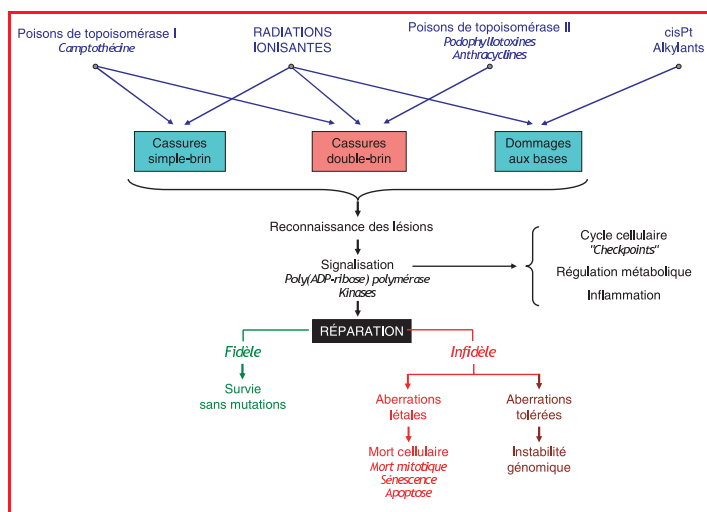 Poisons de topoisomérase I
Camptothécine
RADIATIONS
IONISANTES
Poisons de topoisomérase II
Podophyllotoxines
Anthracyclines
cisPt
Alkylants
Cassures
simple-brin
Cassures
double-brin
Dommages
aux bases
Reconnaissance des lésions
Signalisation
Poly(ADP-ribose) polymérase
Kinases
Cycle cellulaire
"Checkpoints"
Régulation métabolique
Inflammation
RÉPARATION
Fidèle
Infidèle
Survie
sans mutations
Aberrations
létales
Aberrations
tolérées
Mort cellulaire
Mort mitotique
Sénescence
Apoptose
Instabilité
génomique